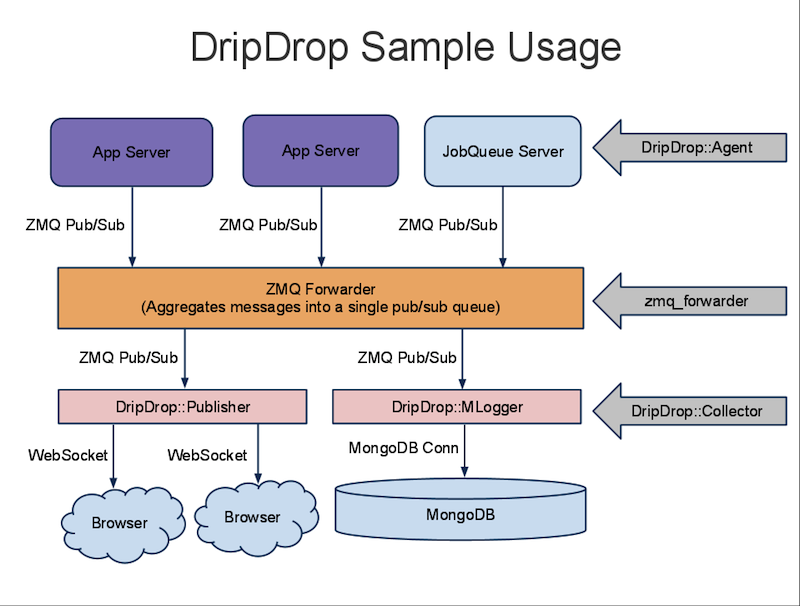 DripDrop Sample Usage
App Server
App Server
JobQueue Server
DripDrop::Agent
ZMQ Pub/Sub
ZMQ Pub/Sub
ZMQ Pub/Sub
ZMQ Forwarder
(Aggregates messages into a single pub/sub queue)
zmq_forwarder
ZMQ Pub/Sub
ZMQ Pub/Sub
DripDrop::Publisher
DripDrop::MLogger
DripDrop::Collector
WebSocket
WebSocket
MongoDB Conn
Browser
Browser
MongoDB